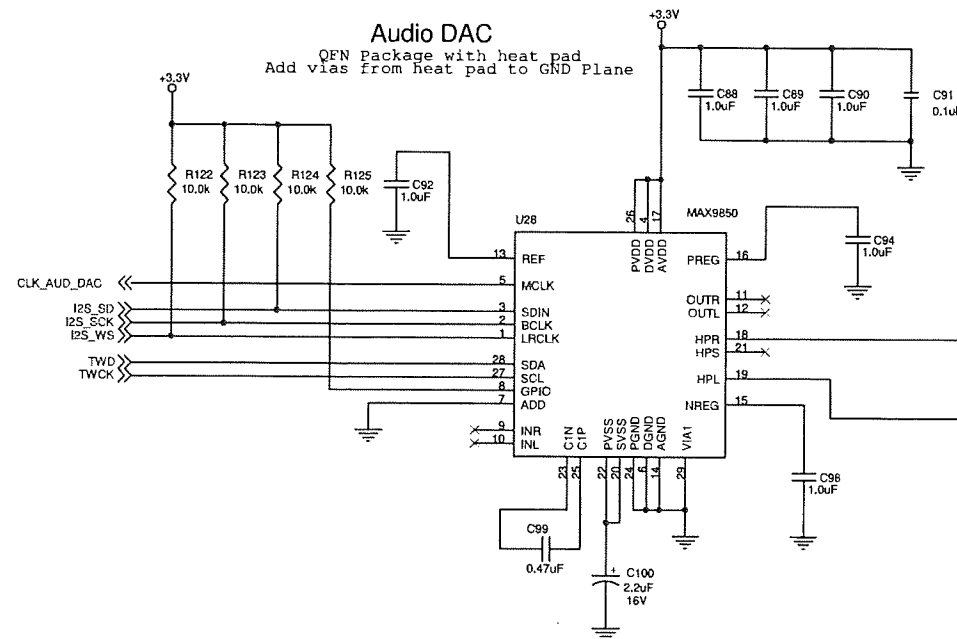 Audio DAC
QFN Package with heat pad
Add vias from heat pad to GND Plane
+3.3V
+3.3V
C88
1.0uF
C89
1.0uF
C90
1.0uF
C91
0.1u
R122
10.0k
R123
10.0k
R124
10.0k
R125
10.0k
C92
1.0uF
U28
MAX9850
26
4
17
PVDD
DVDD
AVDD
13
REF
PREG
16
C94
1.0uF
CLK_AUD_DAC
5
MCLK
I2S_SD
3
SDIN
I2S_SCK
2
BCLK
I2S_WS
1
LRCLK
OUTR
11
OUTL
12
HPR
18
HPS
21
TWD
28
SDA
TWCK
27
SCL
8
GPIO
7
ADD
HPL
19
NREG
15
9
INR
10
INL
C1N
C1P
PVSS
SVSS
PGND
DGND
AGND
VIA1
23
25
22
20
24
6
14
29
C98
1.0uF
C99
0.47uF
+
C100
2.2uF
16V